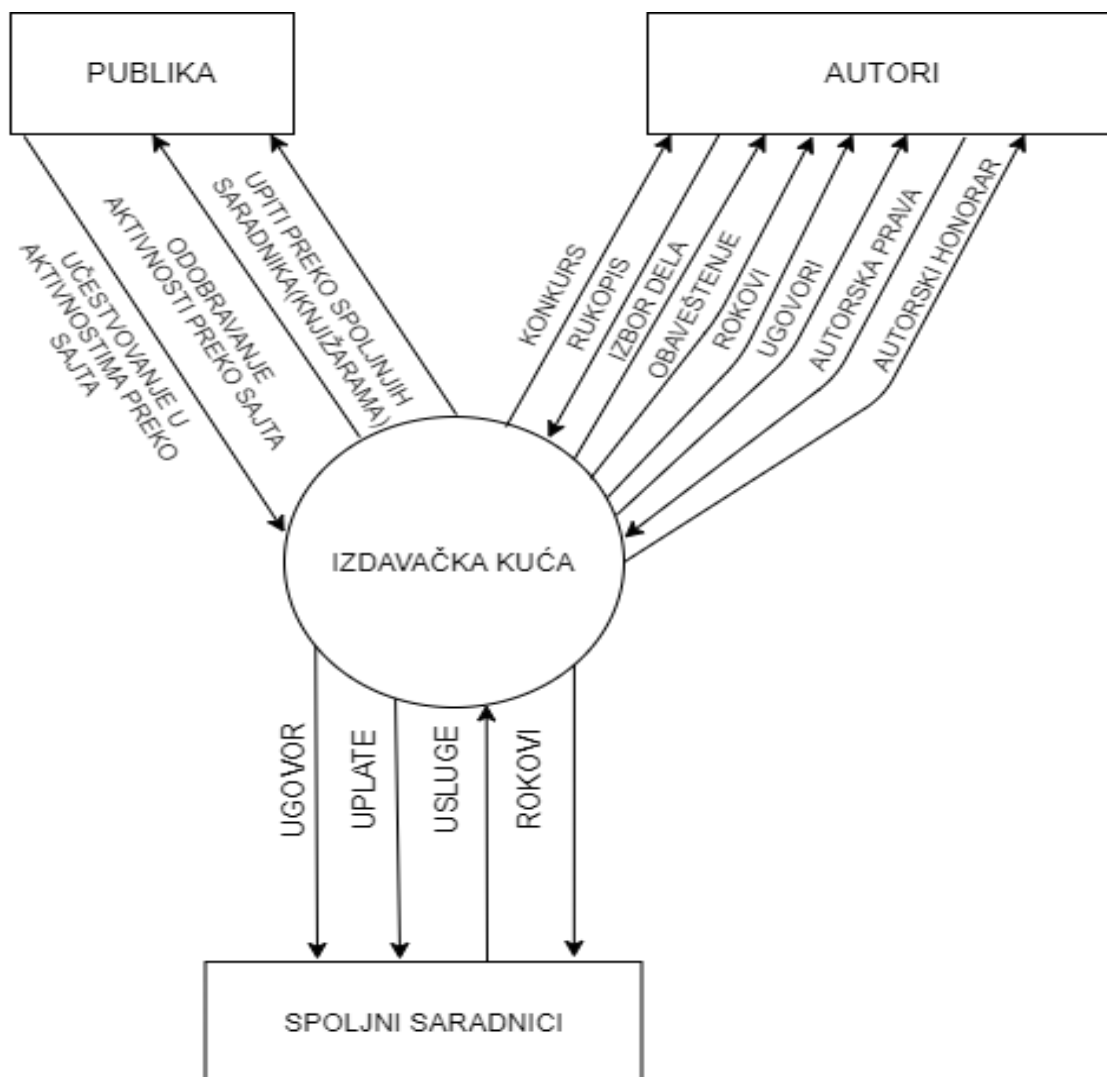 PUBLIKA
AUTORI
UČESTVOVANJE U
AKTIVNOSTIMA PREKO
SAJTA
ODOBRAVANJE
AKTIVNOSTI PREKO SAJTA
UPITI PREKO SPOLJNJIH
SARADNIKA(KNJIŽARAMA)
KONKURS
RUKOPIS
IZBOR DELA
OBAVEŠTENJE
ROKOVI
UGOVORI
AUTORSKA PRAVA
AUTORSKI HONORAR
IZDAVAČKA KUĆA
UGOVOR
UPLATE
USLUGE
ROKOVI
SPOLJNI SARADNICI